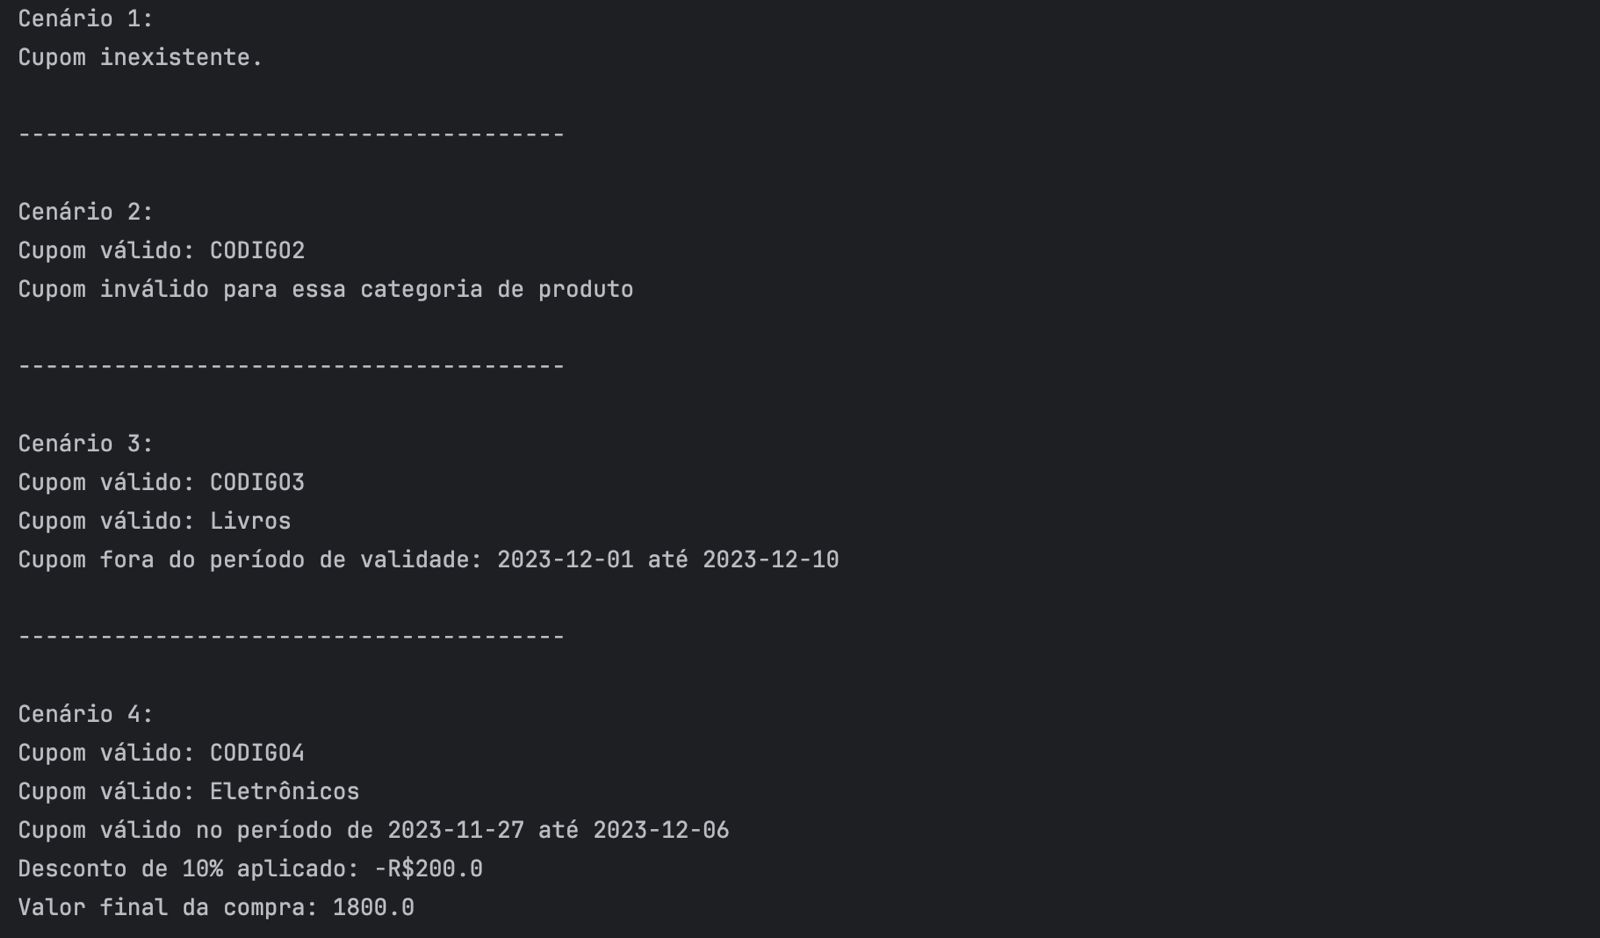 Cenário 1:
Cupom inexistente.
----------------------------------------
Cenário 2:
Cupom válido: CODIGO2
Cupom inválido para essa categoria de produto
----------------------------------------
Cenário 3:
Cupom válido: CODIGO3
Cupom válido: Livros
Cupom fora do período de validade: 2023-12-01 até 2023-12-10
----------------------------------------
Cenário 4:
Cupom válido: CODIGO4
Cupom válido: Eletrônicos
Cupom válido no período de 2023-11-27 até 2023-12-06
Desconto de 10% aplicado: -R$200.0
Valor final da compra: 1800.0